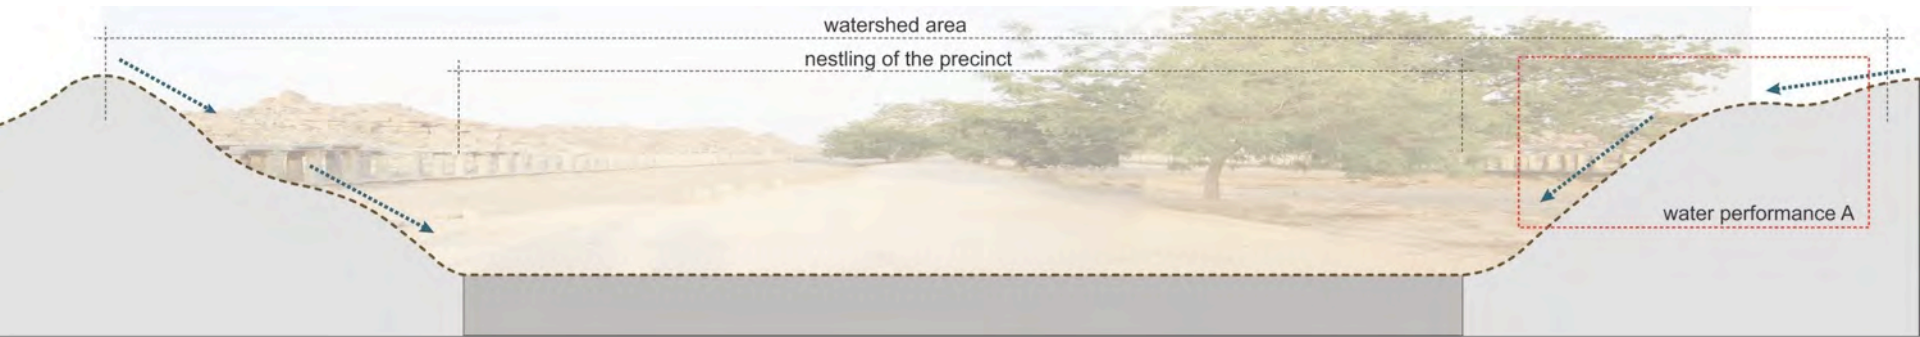 watershed area
nestling of the precinct
water performance A